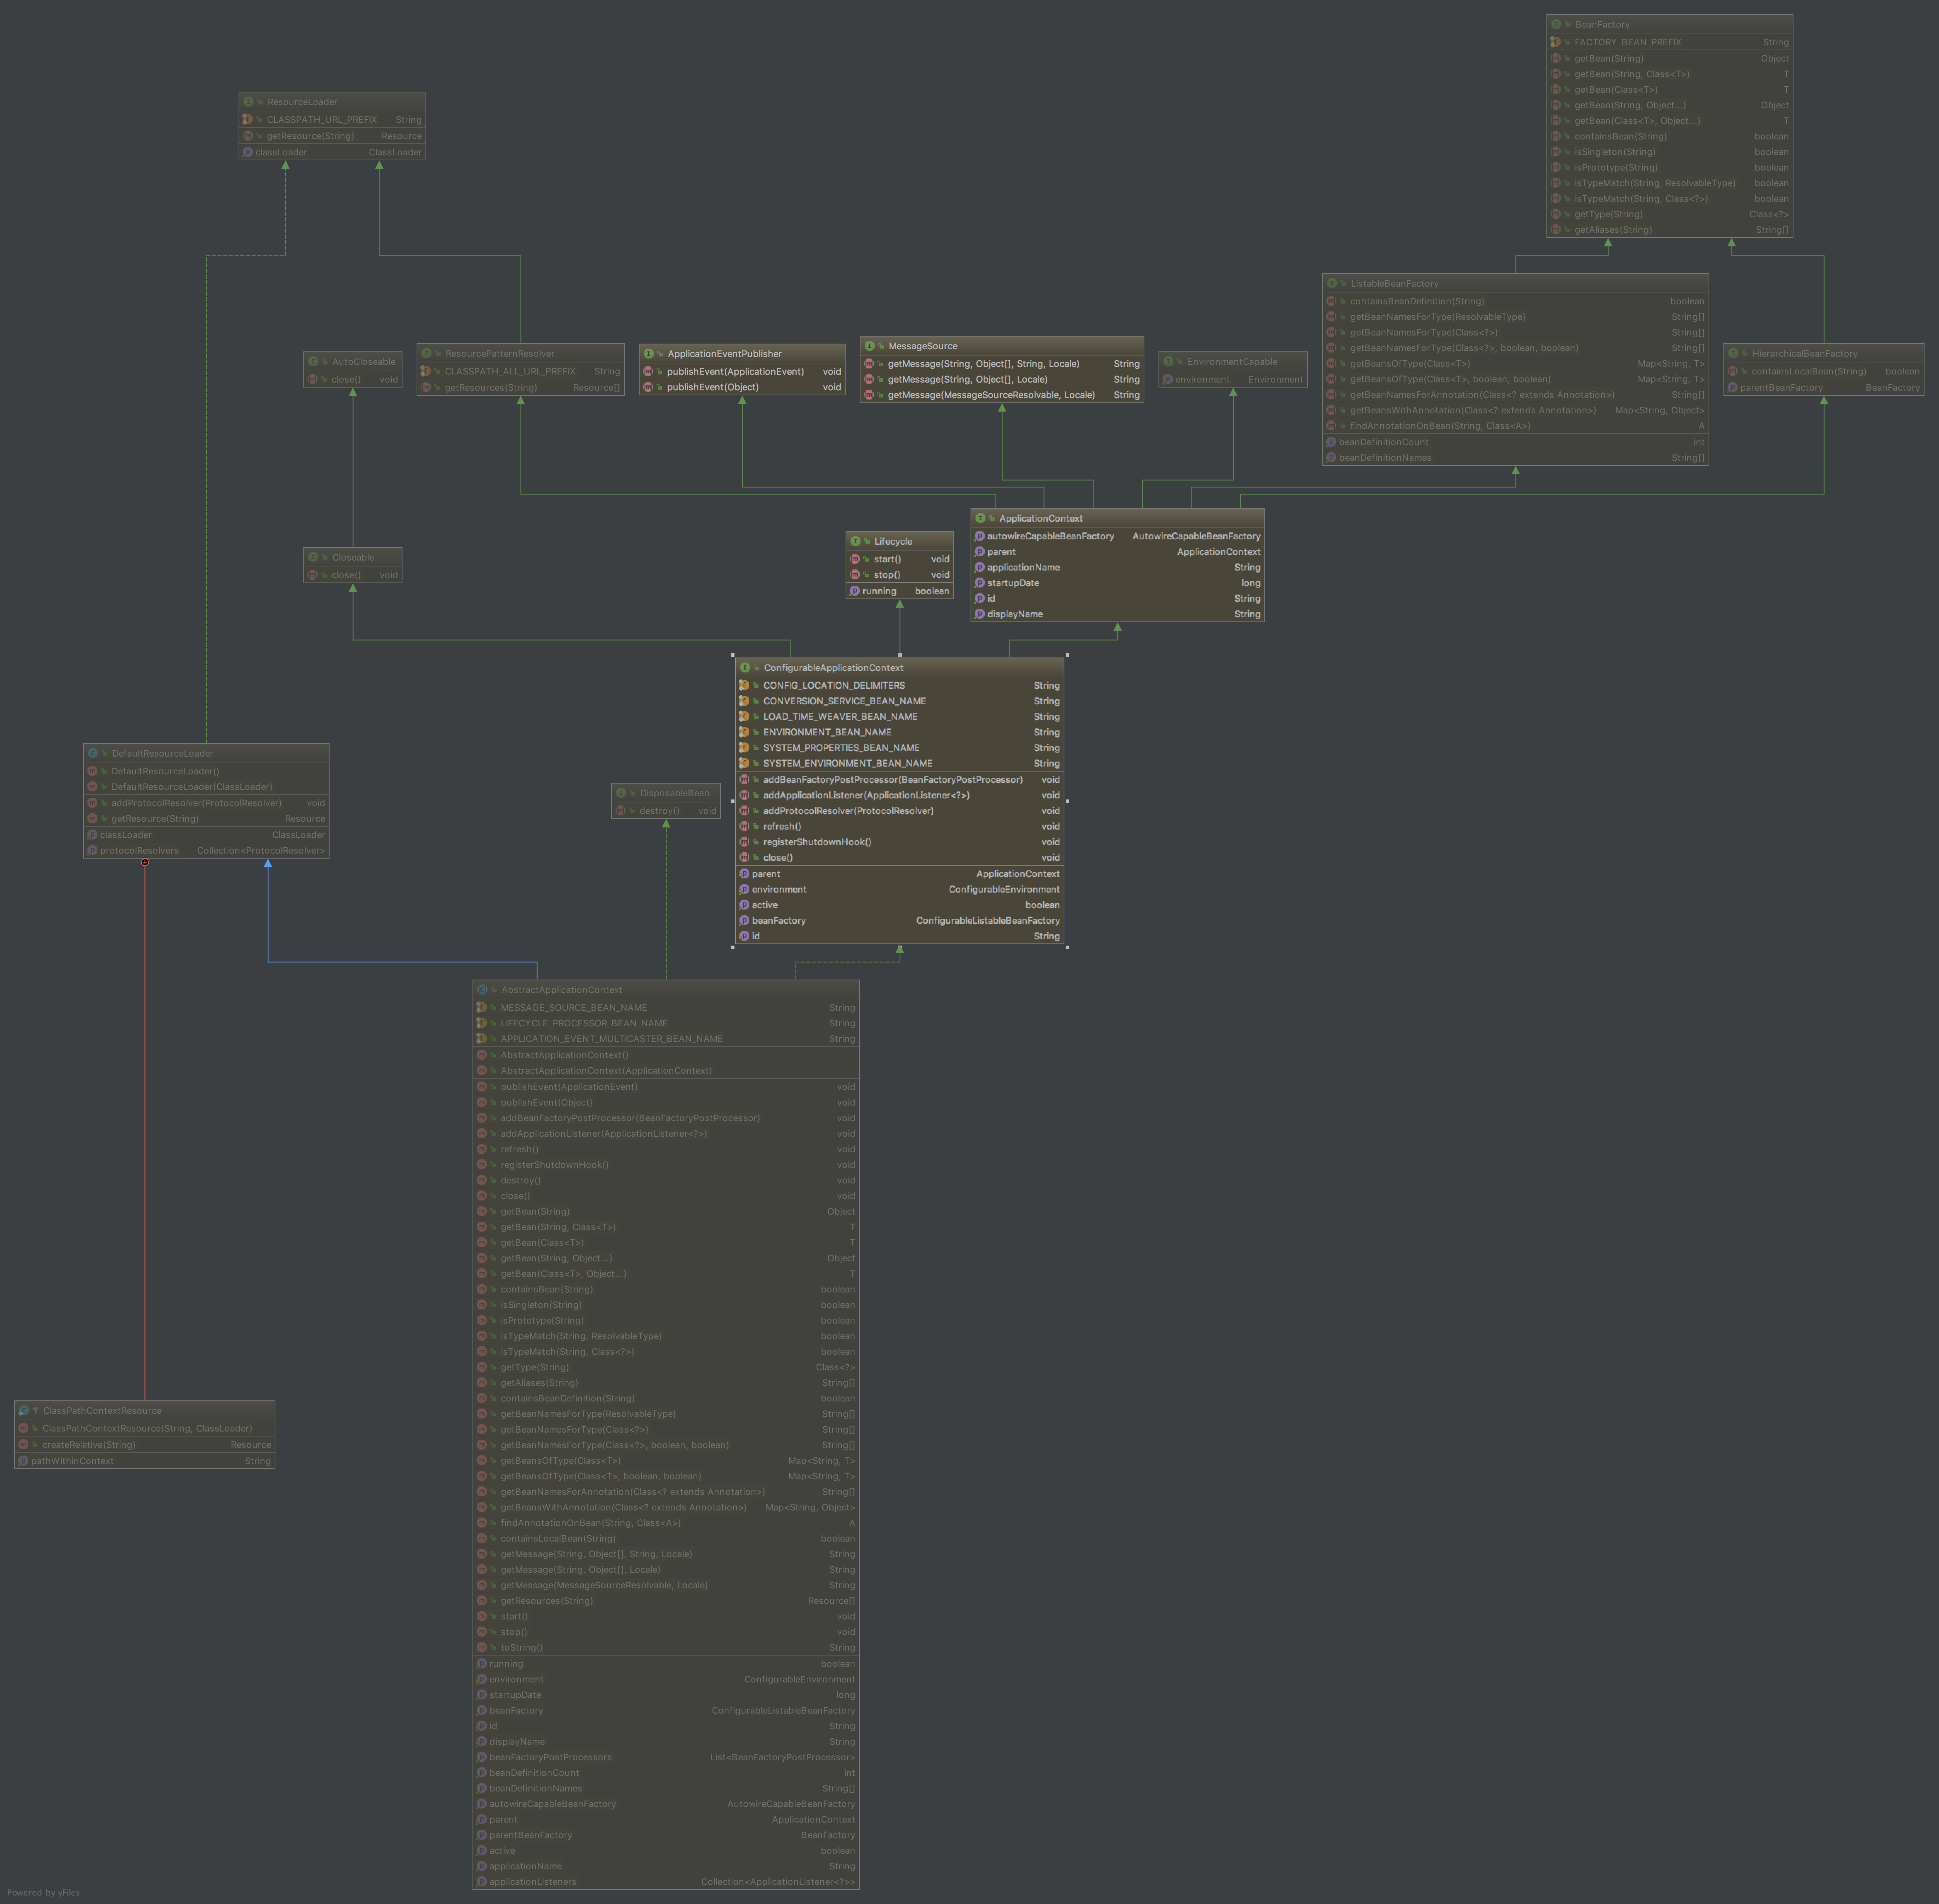 BeanFactory
FACTORY_BEAN_PREFIX String
getBean(String) Object
getBean(String, Class<T>) T
getBean(Class<T>) T
getBean(String, Object...) Object
getBean(Class<T>, Object...) T
containsBean(String) boolean
isSingleton(String) boolean
isPrototype(String) boolean
isTypeMatch(String, ResolvableType) boolean
isTypeMatch(String, Class<?>) boolean
getType(String) Class<?>
getAliases(String) String[]
ResourceLoader
CLASSPATH_URL_PREFIX String
getResource(String) Resource
classLoader ClassLoader
ListableBeanFactory
containsBeanDefinition(String) boolean
getBeanNamesForType(ResolvableType) String[]
getBeanNamesForType(Class<?>) String[]
getBeanNamesForType(Class<?>, boolean, boolean) String[]
getBeansOfType(Class<T>) Map<String, T>
getBeansOfType(Class<T>, boolean, boolean) Map<String, T>
getBeanNamesForAnnotation(Class<? extends Annotation>) String[]
getBeansWithAnnotation(Class<? extends Annotation>) Map<String, Object>
findAnnotationOnBean(String, Class<A>) A
beanDefinitionCount int
beanDefinitionNames String[]
AutoCloseable
close() void
ResourcePatternResolver
CLASSPATH_ALL_URL_PREFIX String
getResources(String) Resource[]
ApplicationEventPublisher
publishEvent(ApplicationEvent) void
publishEvent(Object) void
MessageSource
getMessage(String, Object[], String, Locale) String
getMessage(String, Object[], Locale) String
getMessage(MessageSourceResolvable, Locale) String
EnvironmentCapable
environment Environment
HierarchicalBeanFactory
containsLocalBean(String) boolean
parentBeanFactory BeanFactory
Closeable
close() void
Lifecycle
start() void
stop() void
running boolean
ApplicationContext
autowireCapableBeanFactory AutowireCapableBeanFactory
parent ApplicationContext
applicationName String
startupDate long
id String
displayName String
ConfigurableApplicationContext
CONFIG_LOCATION_DELIMITERS String
CONVERSION_SERVICE_BEAN_NAME String
LOAD_TIME_WEAVER_BEAN_NAME String
ENVIRONMENT_BEAN_NAME String
SYSTEM_PROPERTIES_BEAN_NAME String
SYSTEM_ENVIRONMENT_BEAN_NAME String
addBeanFactoryPostProcessor(BeanFactoryPostProcessor) void
addApplicationListener(ApplicationListener<?>) void
addProtocolResolver(ProtocolResolver) void
refresh() void
registerShutdownHook() void
close() void
parent ApplicationContext
environment ConfigurableEnvironment
active boolean
beanFactory ConfigurableListableBeanFactory
id String
DefaultResourceLoader
DefaultResourceLoader()
DefaultResourceLoader(ClassLoader)
addProtocolResolver(ProtocolResolver) void
getResource(String) Resource
classLoader ClassLoader
protocolResolvers Collection<ProtocolResolver>
DisposableBean
destroy() void
AbstractApplicationContext
MESSAGE_SOURCE_BEAN_NAME String
LIFECYCLE_PROCESSOR_BEAN_NAME String
APPLICATION_EVENT_MULTICASTER_BEAN_NAME String
AbstractApplicationContext()
AbstractApplicationContext(ApplicationContext)
publishEvent(ApplicationEvent) void
publishEvent(Object) void
addBeanFactoryPostProcessor(BeanFactoryPostProcessor) void
addApplicationListener(ApplicationListener<?>) void
refresh() void
registerShutdownHook() void
destroy() void
close() void
getBean(String) Object
getBean(String, Class<T>) T
getBean(Class<T>) T
getBean(String, Object...) Object
getBean(Class<T>, Object...) T
containsBean(String) boolean
isSingleton(String) boolean
isPrototype(String) boolean
isTypeMatch(String, ResolvableType) boolean
isTypeMatch(String, Class<?>) boolean
getType(String) Class<?>
getAliases(String) String[]
containsBeanDefinition(String) boolean
getBeanNamesForType(ResolvableType) String[]
getBeanNamesForType(Class<?>) String[]
getBeanNamesForType(Class<?>, boolean, boolean) String[]
getBeansOfType(Class<T>) Map<String, T>
getBeansOfType(Class<T>, boolean, boolean) Map<String, T>
getBeanNamesForAnnotation(Class<? extends Annotation>) String[]
getBeansWithAnnotation(Class<? extends Annotation>) Map<String, Object>
findAnnotationOnBean(String, Class<A>) A
containsLocalBean(String) boolean
getMessage(String, Object[], String, Locale) String
getMessage(String, Object[], Locale) String
getMessage(MessageSourceResolvable, Locale) String
getResources(String) Resource[]
start() void
stop() void
toString() String
running boolean
environment ConfigurableEnvironment
startupDate long
beanFactory ConfigurableListableBeanFactory
id String
displayName String
beanFactoryPostProcessors List<BeanFactoryPostProcessor>
beanDefinitionCount int
beanDefinitionNames String[]
autowireCapableBeanFactory AutowireCapableBeanFactory
parent ApplicationContext
parentBeanFactory BeanFactory
active boolean
applicationName String
applicationListeners Collection<ApplicationListener<?>>
ClassPathContextResource
ClassPathContextResource(String, ClassLoader)
createRelative(String) Resource
pathWithinContext String
Powered by yFiles